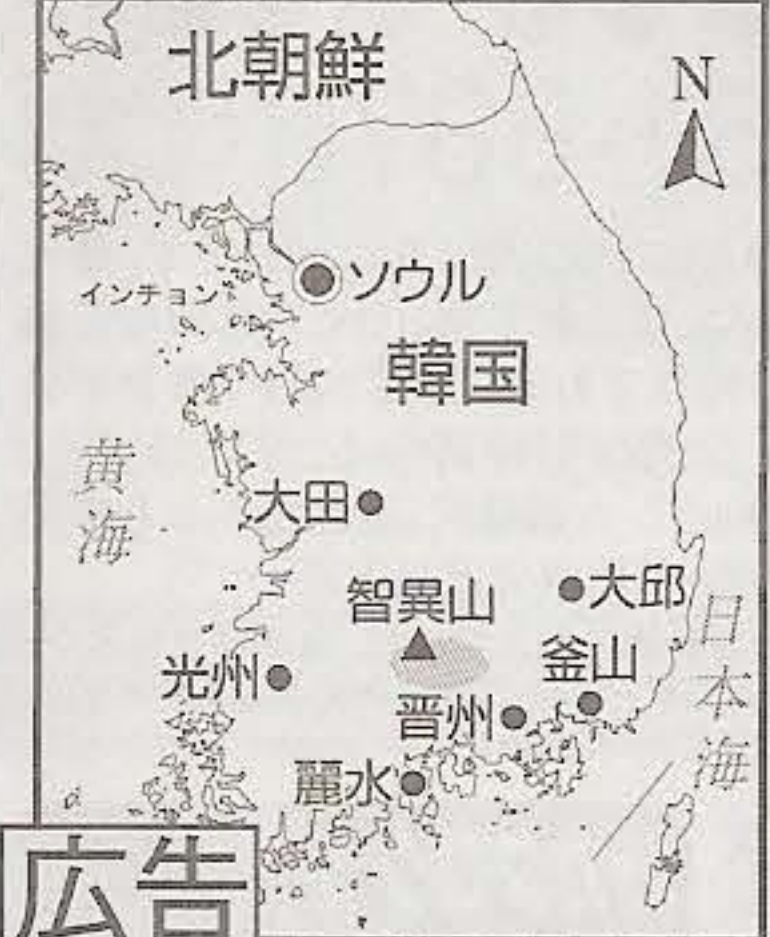 北朝鮮
N
インチョン
ソウル
韓国
黄海
大田
智異山
大邱
日本海
光州
釜山
晋州
麗水
広告